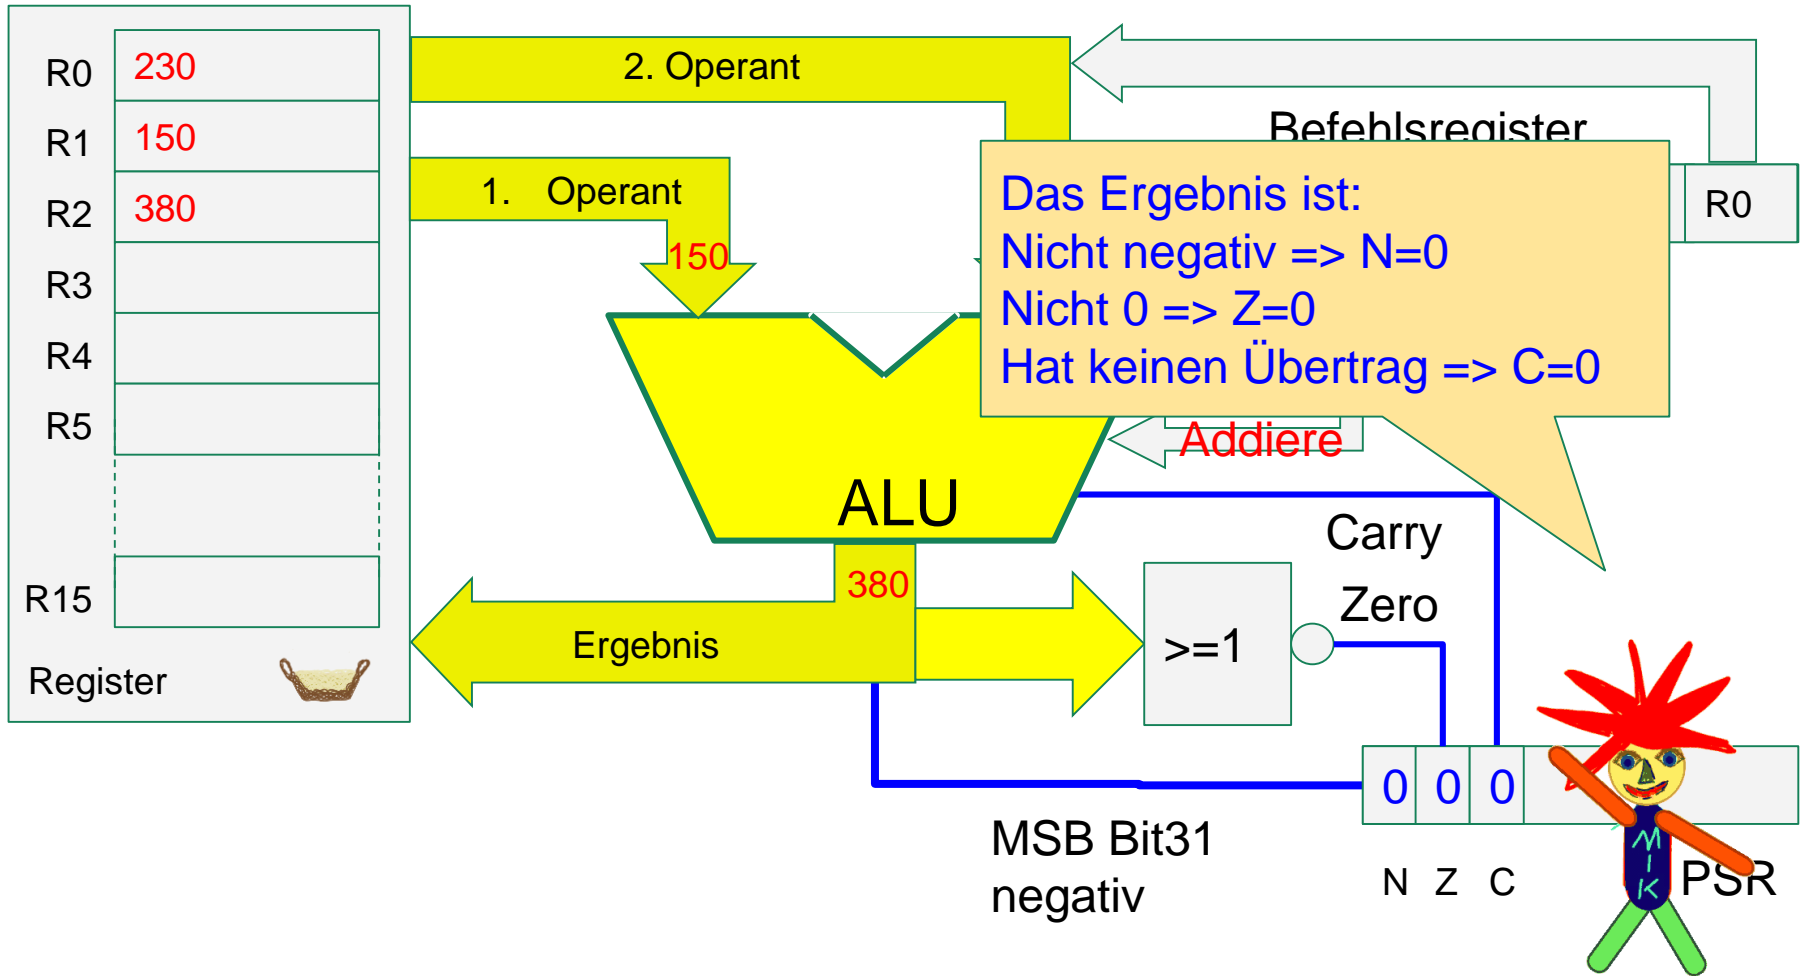 R0
230
R1
150
R2
380
R3
R4
R5
R15
Register
2. Operant
1. Operant
150
Befehlsregister
R0
Das Ergebnis ist:
Nicht negativ => N=0
Nicht 0 => Z=0
Hat keinen Übertrag => C=0
Addiere
ALU
Carry
380
Zero
Ergebnis
>=1
0 0 0
MSB Bit31
negativ
N Z C
PSR
M
I
K